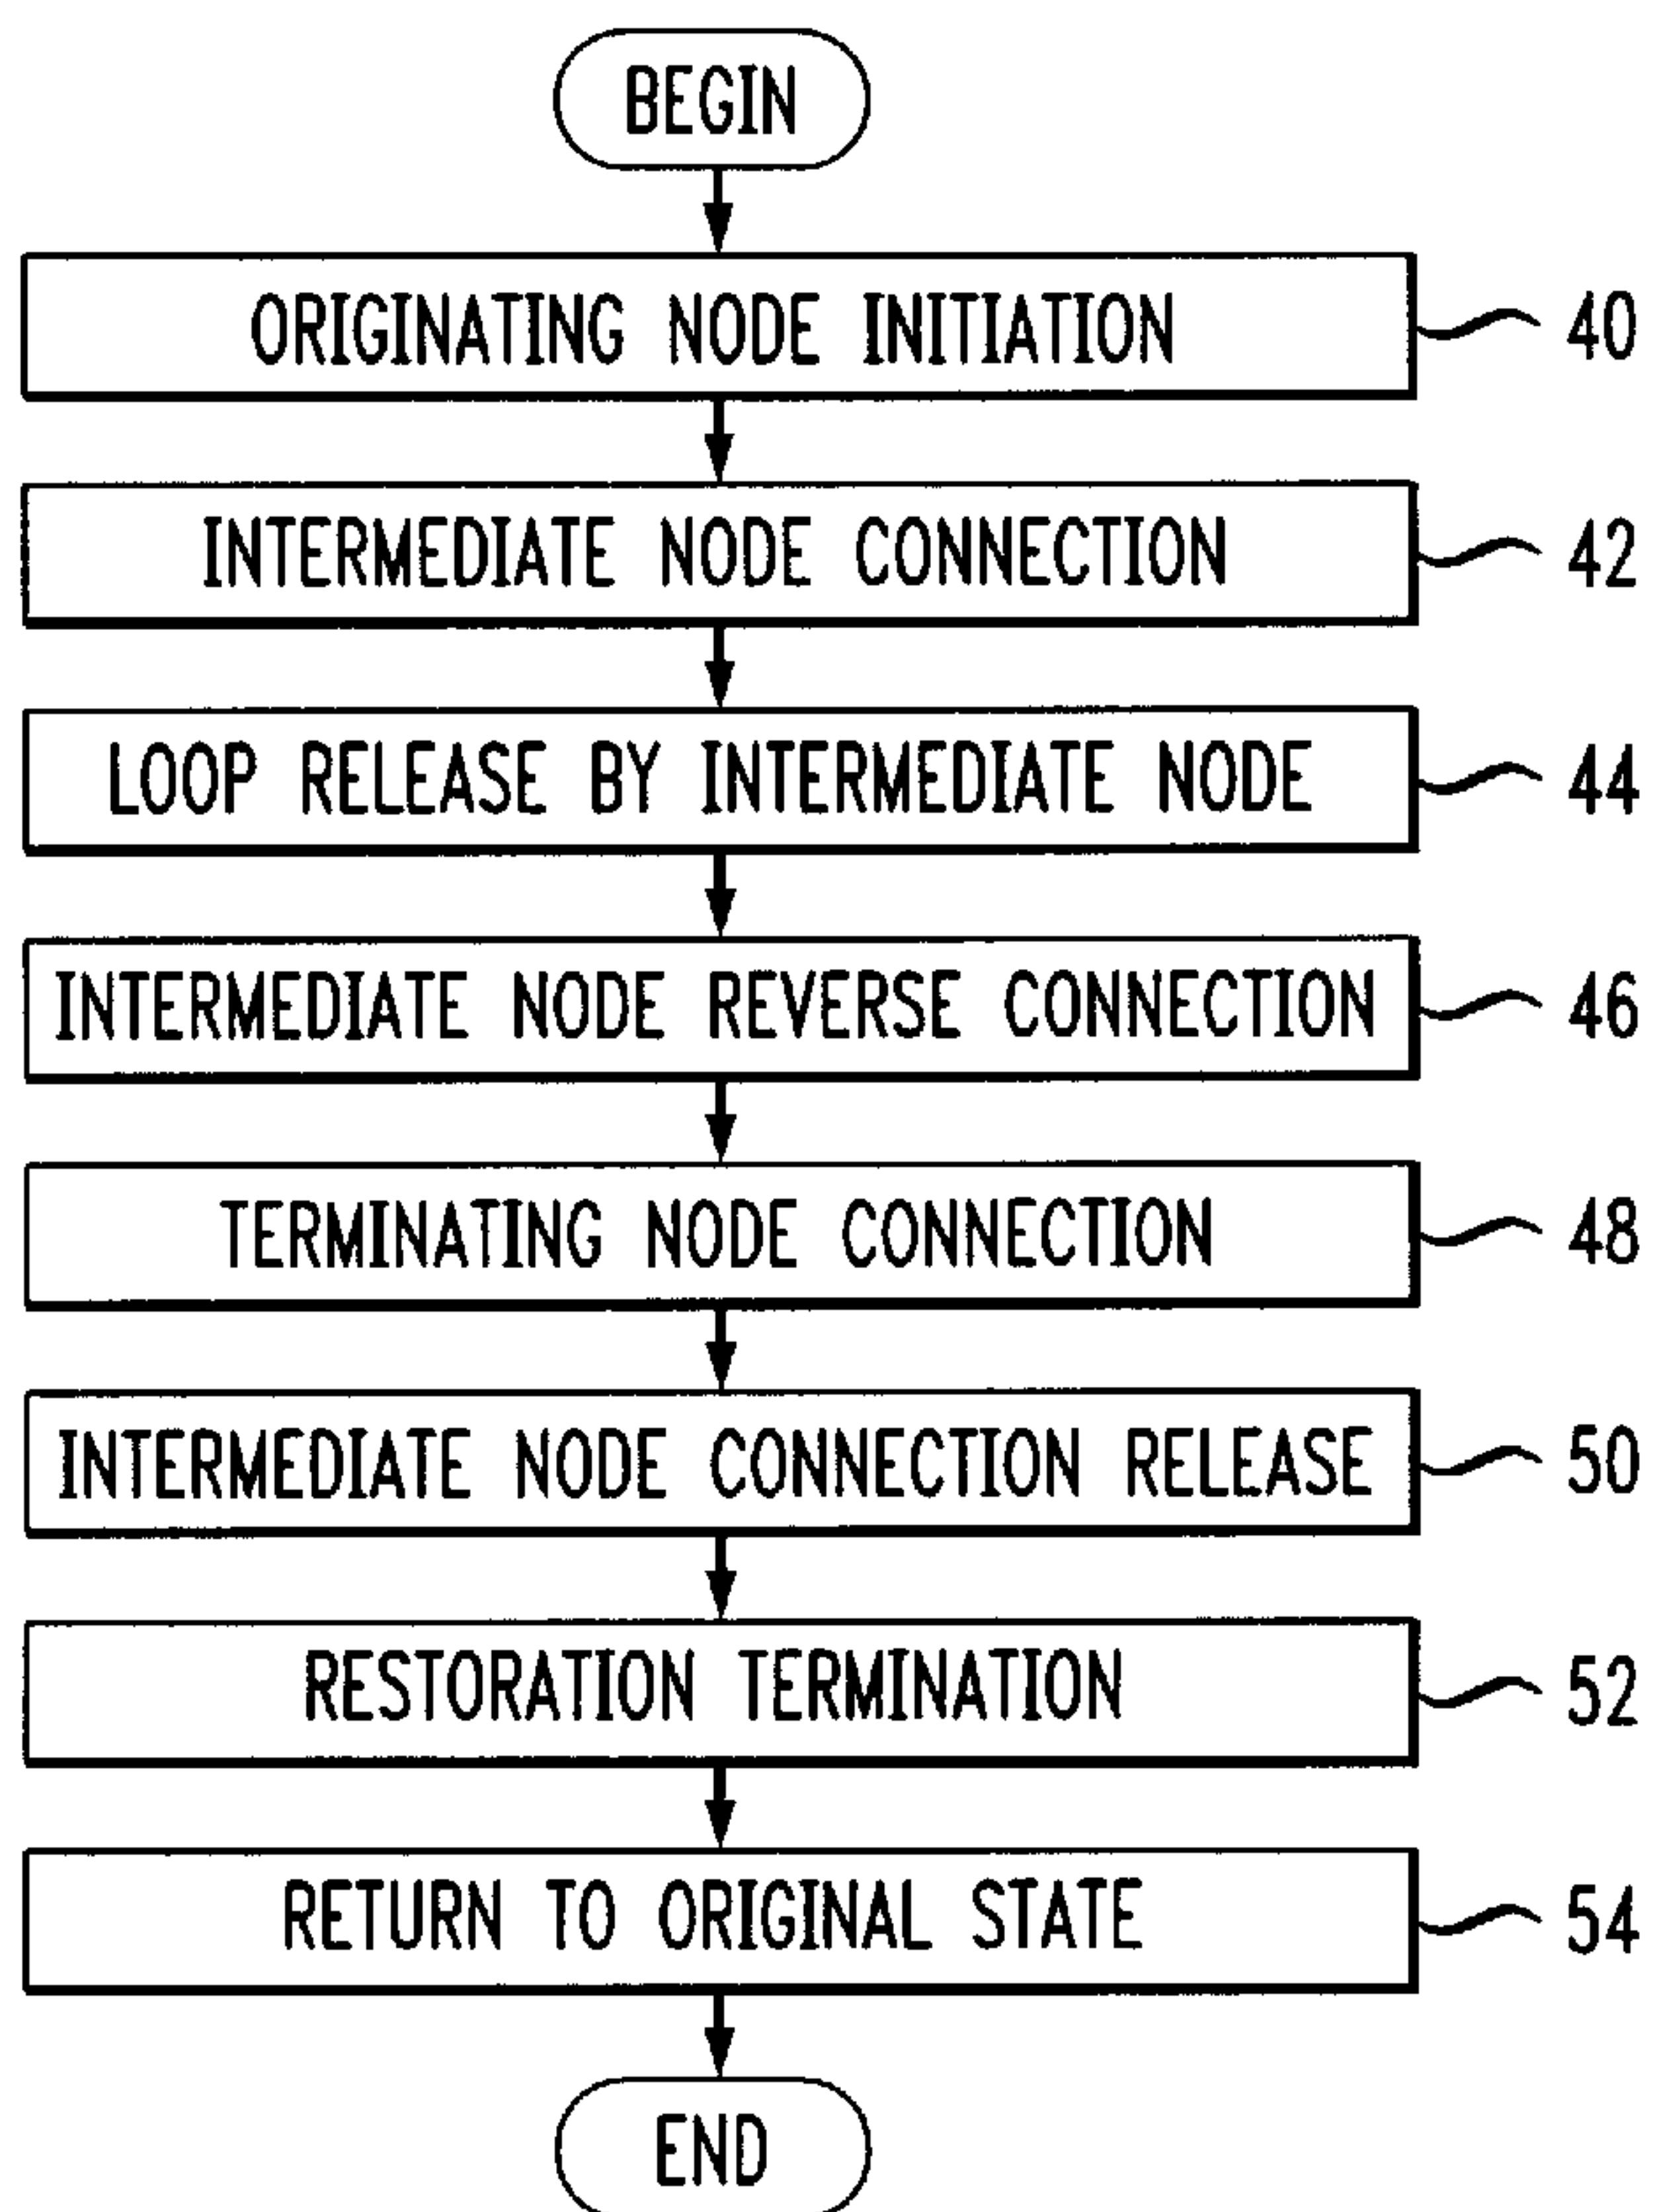 BEGIN
ORIGINATING NODE INITIATION
40
INTERMEDIATE NODE CONNECTION
42
LOOP RELEASE BY INTERMEDIATE NODE
44
INTERMEDIATE NODE REVERSE CONNECTION
46
TERMINATING NODE CONNECTION
48
INTERMEDIATE NODE CONNECTION RELEASE
50
RESTORATION TERMINATION
52
RETURN TO ORIGINAL STATE
54
END